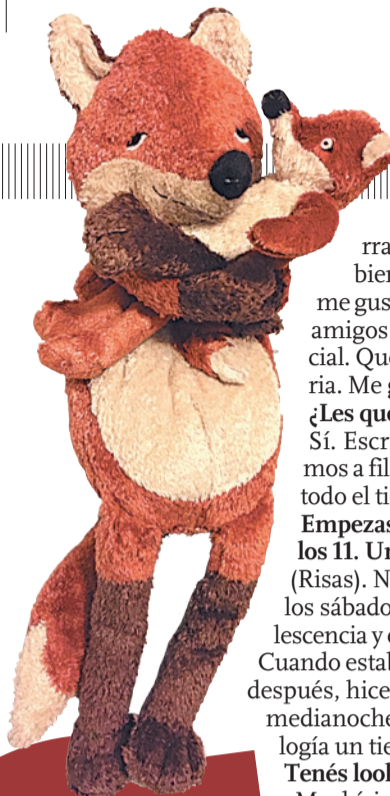 rra
bien
me gus
amigos
cial. Que
ria. Me g
¿Les que
Sí. Escr
mos a fil
todo el ti
Empezas
los 11. Un
(Risas). N
los sábado
lescencia y
Cuando estab
después, hice
medianoche
logía un tie
Tenés look